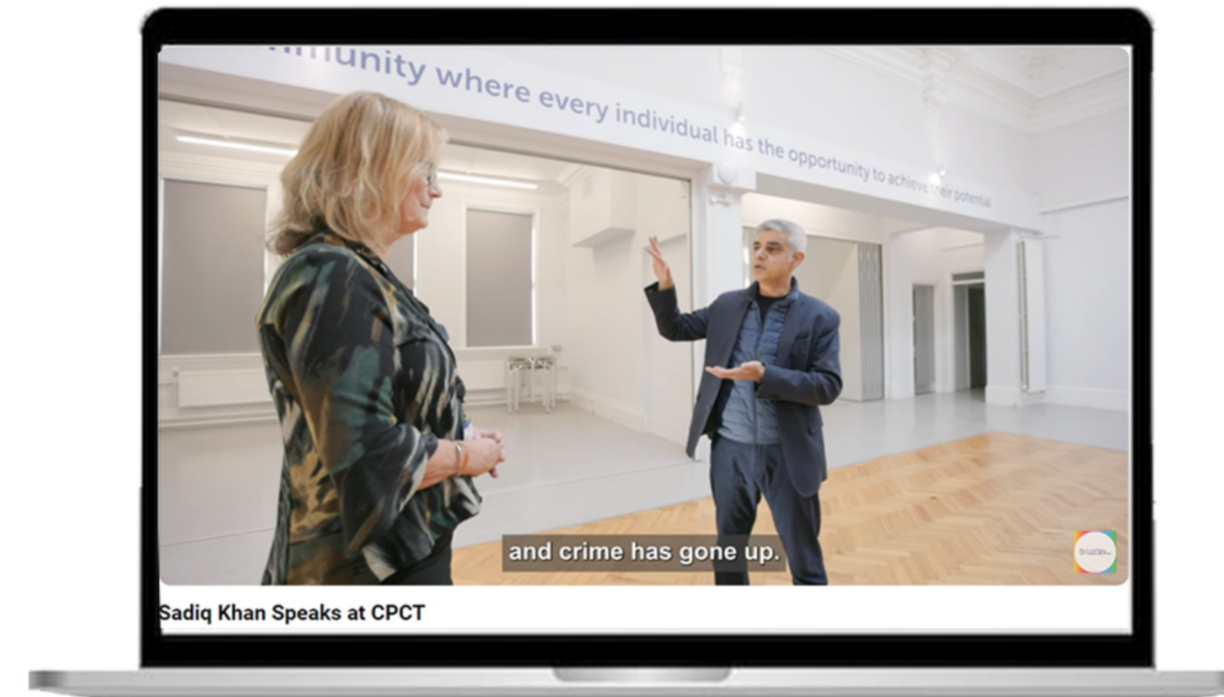 munity where every individual has the opportunity to achieve their potential
and crime has gone up.
Sadiq Khan Speaks at CPCT